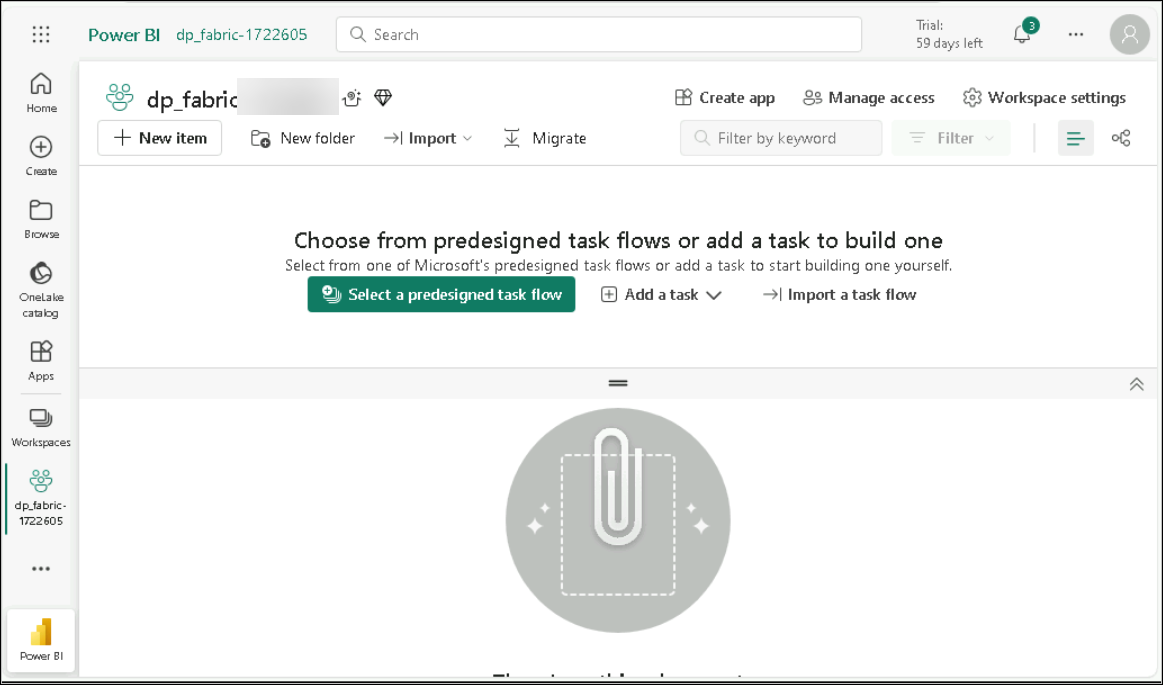 Power BI dp_fabric-1722605
Search
Trial:
59 days left
3
Home
Create
Browse
OneLake
catalog
Apps
Workspaces
dp_fabric-
1722605
Power BI
dp_fabric
Create app
Manage access
Workspace settings
New item
New folder
Import
Migrate
Filter by keyword
Filter
Choose from predesigned task flows or add a task to build one
Select from one of Microsoft's predesigned task flows or add a task to start building one yourself.
Select a predesigned task flow
Add a task
Import a task flow